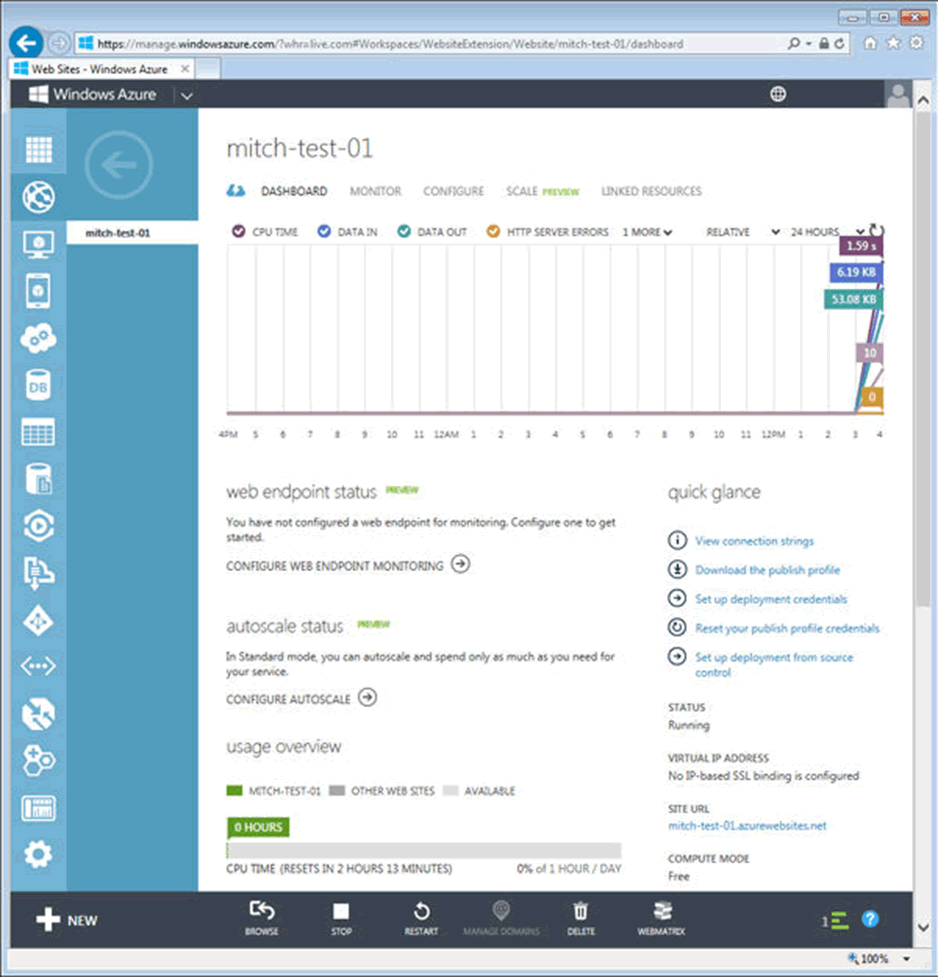 https://manage.windowsazure.com/?whr=live.com#Workspaces/WebsiteExtension/Website/mitch-test-01/dashboard
Web Sites - Windows Azure
Windows Azure
mitch-test-01
mitch-test-01
DASHBOARD MONITOR CONFIGURE SCALE PREVIEW LINKED RESOURCES
CPU TIME DATA IN DATA OUT HTTP SERVER ERRORS 1 MORE RELATIVE 24 HOURS
1.59 s
6.19 KB
53.08 KB
10
0
4PM 5 6 7 8 9 10 11 12AM 1 2 3 4 5 6 7 8 9 10 11 12PM 1 2 3 4
web endpoint status PREVIEW
You have not configured a web endpoint for monitoring. Configure one to get
started.
CONFIGURE WEB ENDPOINT MONITORING
autoscale status PREVIEW
In Standard mode, you can autoscale and spend only as much as you need for
your service.
CONFIGURE AUTOSCALE
usage overview
MITCH-TEST-01 OTHER WEB SITES AVAILABLE
0 HOURS
CPU TIME (RESETS IN 2 HOURS 13 MINUTES) 0% of 1 HOUR / DAY
quick glance
View connection strings
Download the publish profile
Set up deployment credentials
Reset your publish profile credentials
Set up deployment from source
control
STATUS
Running
VIRTUAL IP ADDRESS
No IP-based SSL binding is configured
SITE URL
mitch-test-01.azurewebsites.net
COMPUTE MODE
Free
DB
NEW
BROWSE STOP RESTART MANAGE DOMAINS DELETE WEBMATRIX
1 ?
100%